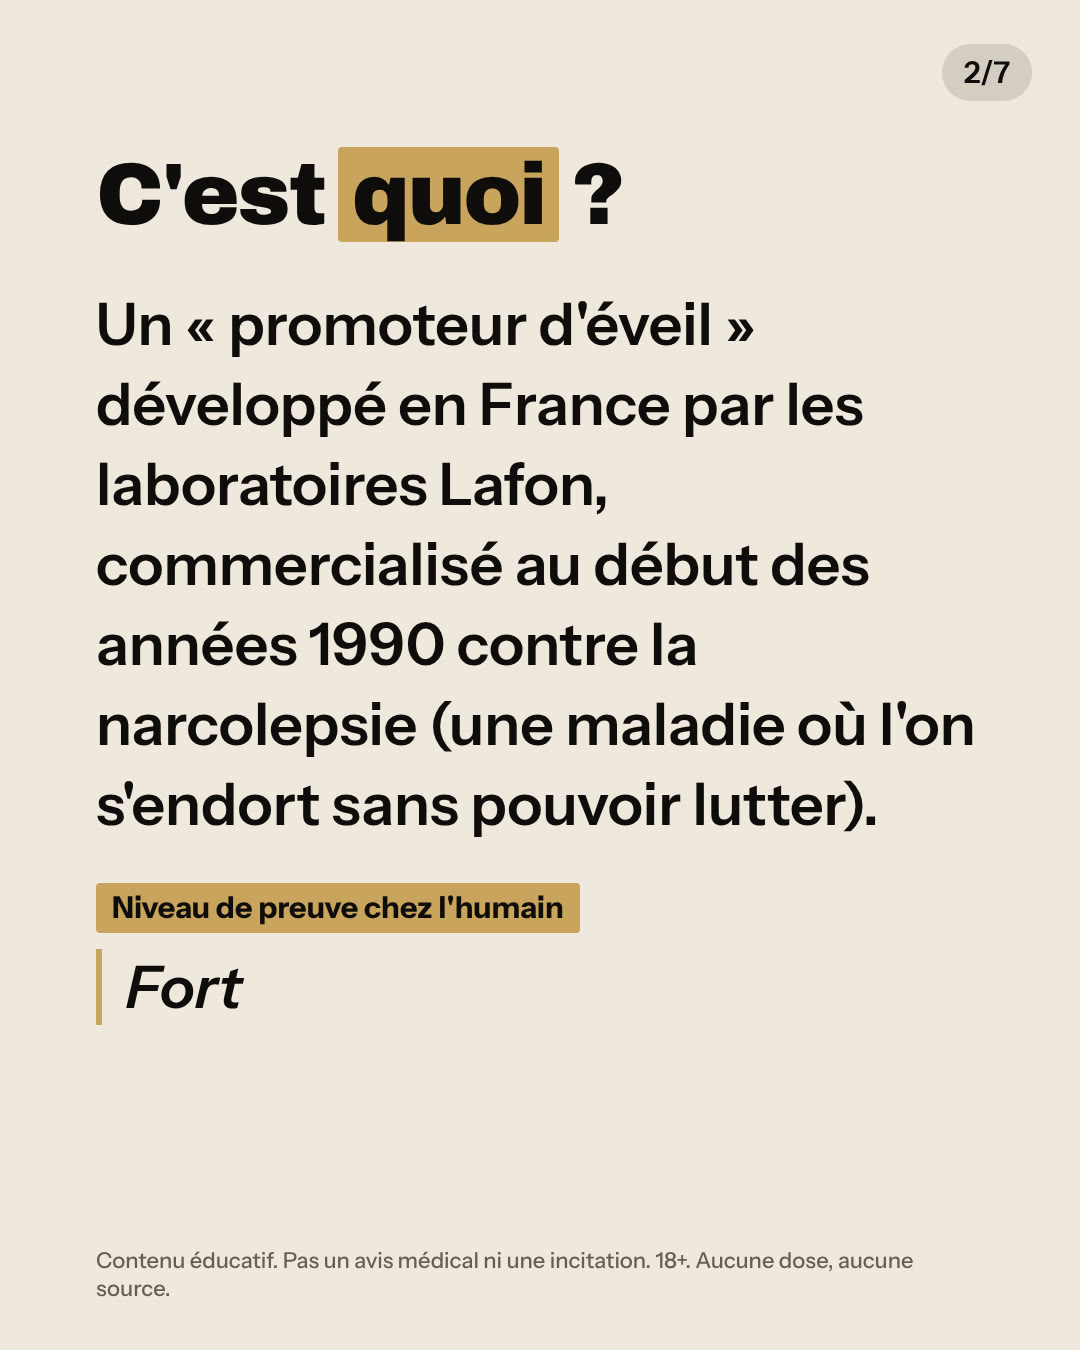 2/7
C'est quoi ?
Un « promoteur d'éveil »
développé en France par les
laboratoires Lafon,
commercialisé au début des
années 1990 contre la
narcolepsie (une maladie où l'on
s'endort sans pouvoir lutter).
Niveau de preuve chez l'humain
Fort
Contenu éducatif. Pas un avis médical ni une incitation. 18+. Aucune dose, aucune
source.